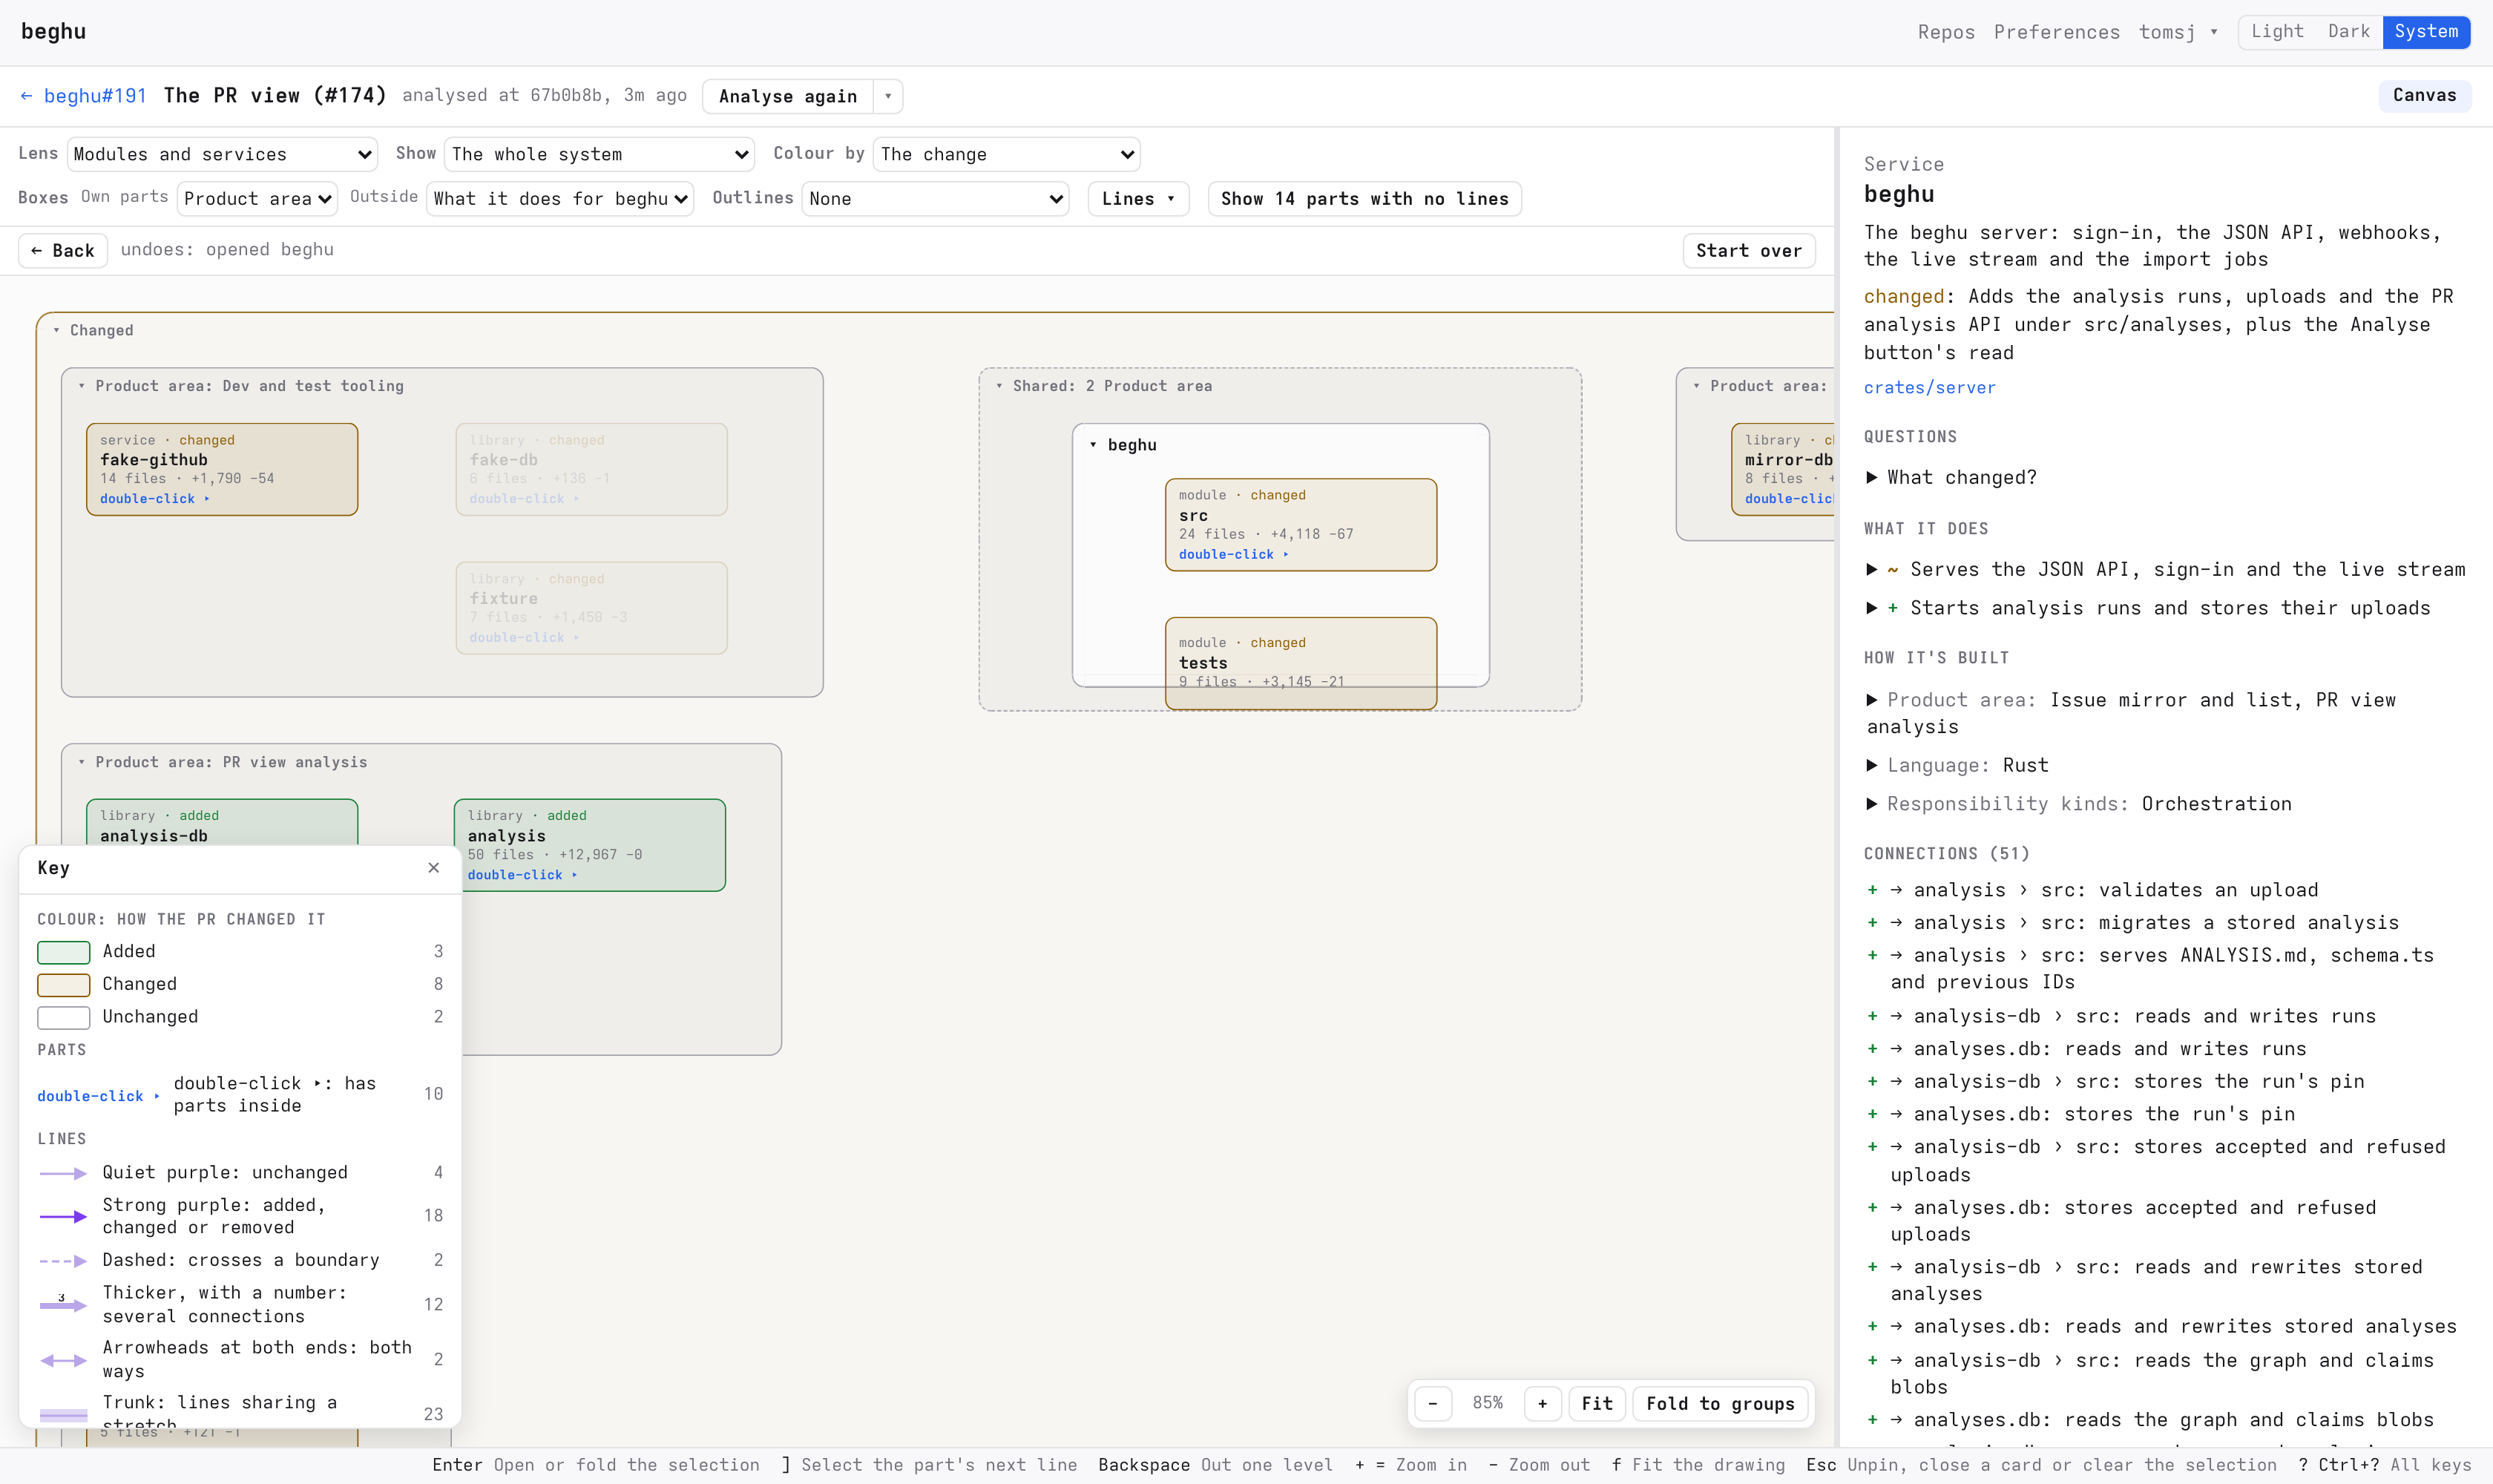 beghu
Repos Preferences tomsj ▾ Light Dark System
← beghu#191 The PR view (#174) analysed at 67b0b8b, 3m ago Analyse again ▾ Canvas
Lens Modules and services Show The whole system Colour by The change
Boxes Own parts Product area Outside What it does for beghu Outlines None Lines ▾ Show 14 parts with no lines
← Back undoes: opened beghu Start over
▾ Changed
▾ Product area: Dev and test tooling
service · changed
fake-github
14 files · +1,790 -54
double-click ▸
library · changed
fake-db
6 files · +136 -1
double-click ▸
library · changed
fixture
7 files · +1,458 -3
double-click ▸
▾ Shared: 2 Product area
▾ beghu
module · changed
src
24 files · +4,118 -67
double-click ▸
module · changed
tests
9 files · +3,145 -21
▾ Product area:
library ·
mirror-db
8 files ·
▾ Product area: PR view analysis
library · added
analysis-db
library · added
analysis
50 files · +12,967 -0
double-click ▸
5 files · +121 -1
Key ×
COLOUR: HOW THE PR CHANGED IT
Added 3
Changed 8
Unchanged 2
PARTS
double-click ▸ double-click ▸: has
parts inside 10
LINES
Quiet purple: unchanged 4
Strong purple: added,
changed or removed 18
Dashed: crosses a boundary 2
3 Thicker, with a number:
several connections 12
Arrowheads at both ends: both
ways 2
Trunk: lines sharing a
stretch 23
− 85% + Fit Fold to groups
Service
beghu
The beghu server: sign-in, the JSON API, webhooks,
the live stream and the import jobs
changed: Adds the analysis runs, uploads and the PR
analysis API under src/analyses, plus the Analyse
button's read
crates/server
QUESTIONS
▶ What changed?
WHAT IT DOES
▶ ~ Serves the JSON API, sign-in and the live stream
▶ + Starts analysis runs and stores their uploads
HOW IT'S BUILT
▶ Product area: Issue mirror and list, PR view
analysis
▶ Language: Rust
▶ Responsibility kinds: Orchestration
CONNECTIONS (51)
+ → analysis › src: validates an upload
+ → analysis › src: migrates a stored analysis
+ → analysis › src: serves ANALYSIS.md, schema.ts
and previous IDs
+ → analysis-db › src: reads and writes runs
+ → analyses.db: reads and writes runs
+ → analysis-db › src: stores the run's pin
+ → analyses.db: stores the run's pin
+ → analysis-db › src: stores accepted and refused
uploads
+ → analyses.db: stores accepted and refused
uploads
+ → analysis-db › src: reads and rewrites stored
analyses
+ → analyses.db: reads and rewrites stored analyses
+ → analysis-db › src: reads the graph and claims
blobs
+ → analyses.db: reads the graph and claims blobs
Enter Open or fold the selection ] Select the part's next line Backspace Out one level + = Zoom in − Zoom out f Fit the drawing Esc Unpin, close a card or clear the selection ? Ctrl+? All keys